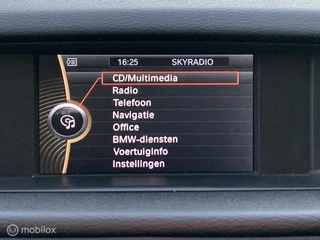 16:25 SKYRADIO
CD/Multimedia
Radio
Telefoon
Navigatie
Office
BMW-diensten
Voertuiginfo
Instellingen
mobilox